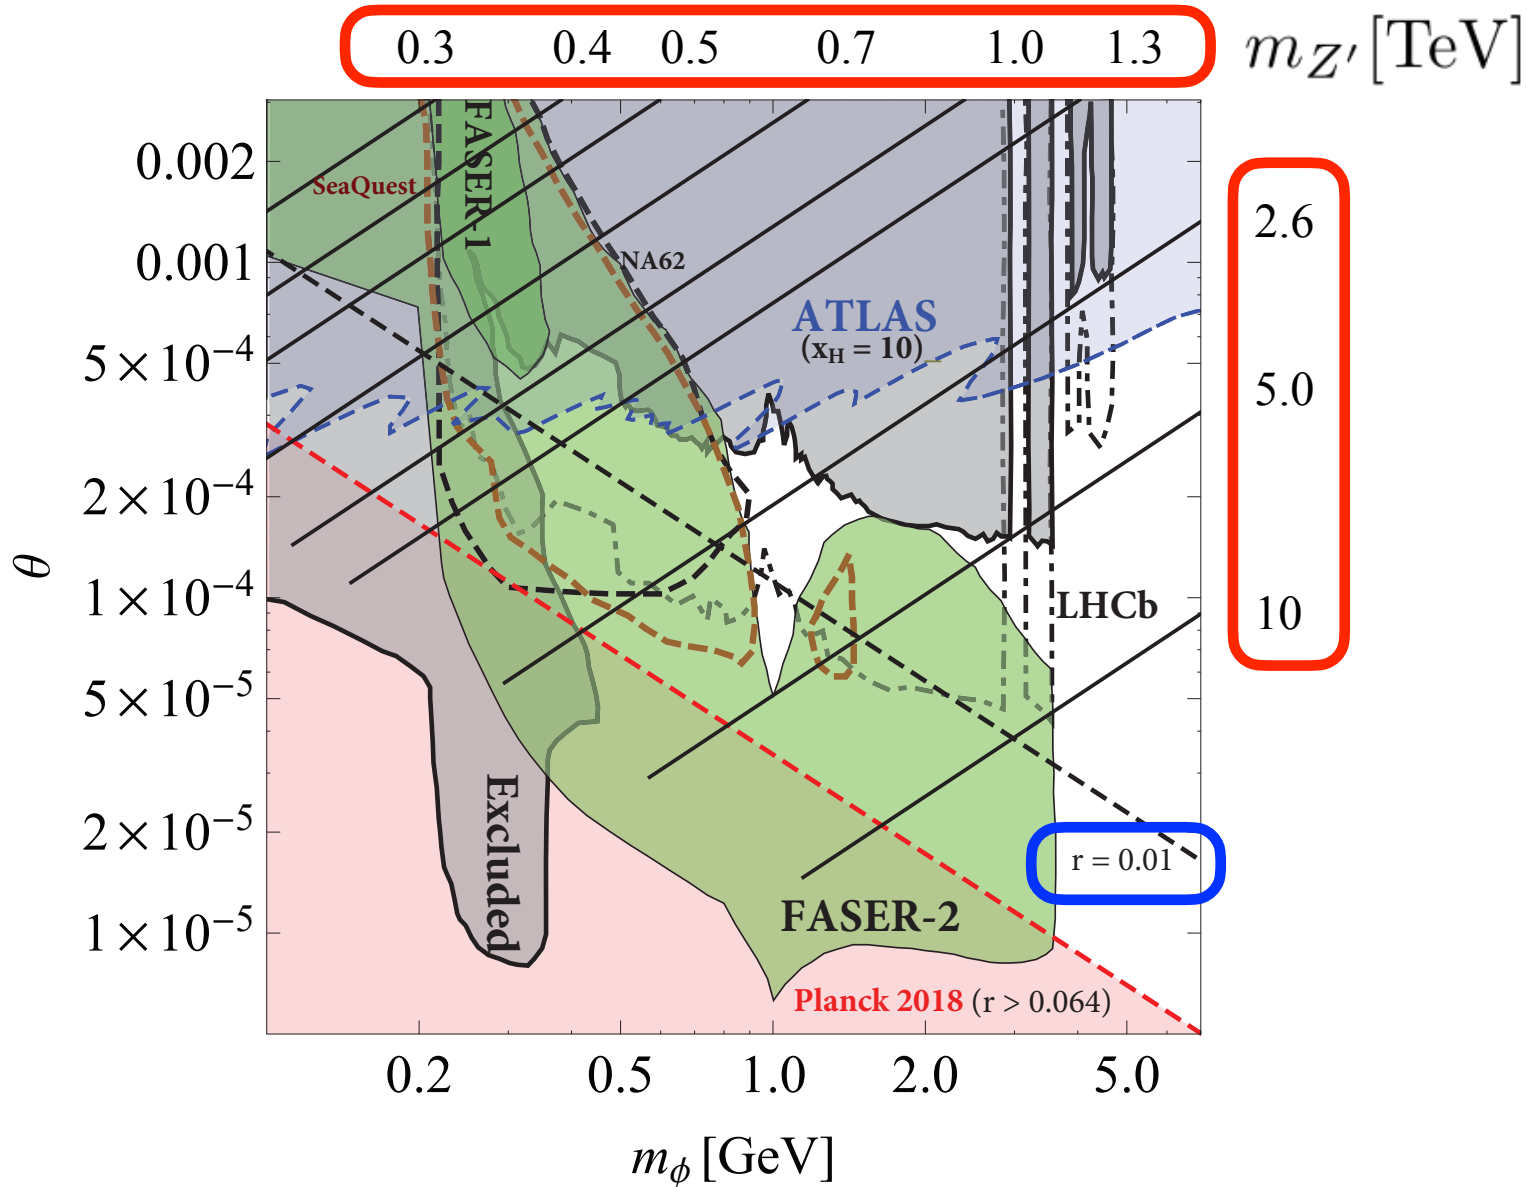 0.3 0.4 0.5 0.7 1.0 1.3 m_Z' [TeV]
FASER-1
0.002
SeaQuest
2.6
0.001
NA62
ATLAS
(x_H = 10)
5×10⁻⁴
5.0
2×10⁻⁴
θ
1×10⁻⁴
LHCb
10
5×10⁻⁵
Excluded
2×10⁻⁵
r = 0.01
1×10⁻⁵
FASER-2
Planck 2018 (r > 0.064)
0.2 0.5 1.0 2.0 5.0
m_ϕ [GeV]